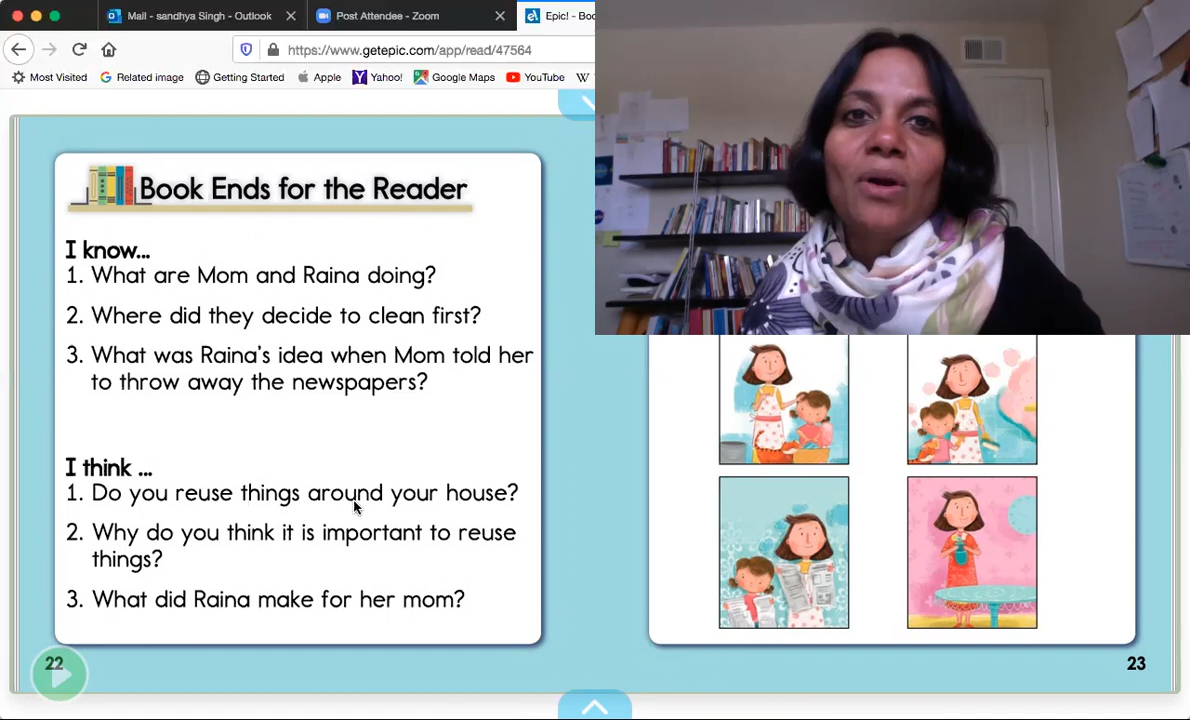 Mail - sandhya Singh - Outlook
Post Attendee - Zoom
Epic! - Boo
https://www.getepic.com/app/read/47564
Most Visited
Related image
Getting Started
Apple
Yahoo!
Google Maps
YouTube
Book Ends for the Reader
I know...
1. What are Mom and Raina doing?
2. Where did they decide to clean first?
3. What was Raina's idea when Mom told her
to throw away the newspapers?
I think ...
1. Do you reuse things around your house?
2. Why do you think it is important to reuse
things?
3. What did Raina make for her mom?
22
23